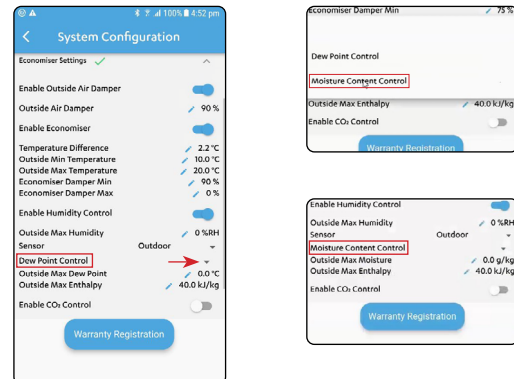 100% 4:52 pm
System Configuration
Economiser Settings
Enable Outside Air Damper
Outside Air Damper 90 %
Enable Economiser
Temperature Difference 2.2 °C
Outside Min Temperature 10.0 °C
Outside Max Temperature 20.0 °C
Economiser Damper Min 90 %
Economiser Damper Max 0 %
Enable Humidity Control
Outside Max Humidity 0 %RH
Sensor Outdoor
Dew Point Control
Outside Max Dew Point 0.0 °C
Outside Max Enthalpy 40.0 kJ/kg
Enable CO₂ Control
Warranty Registration
Economiser Damper Min 75 %
Dew Point Control
Moisture Content Control
Outside Max Enthalpy 40.0 kJ/kg
Enable CO₂ Control
Warranty Registration
Enable Humidity Control
Outside Max Humidity 0 %RH
Sensor Outdoor
Moisture Content Control
Outside Max Moisture 0.0 g/kg
Outside Max Enthalpy 40.0 kJ/kg
Enable CO₂ Control
Warranty Registration